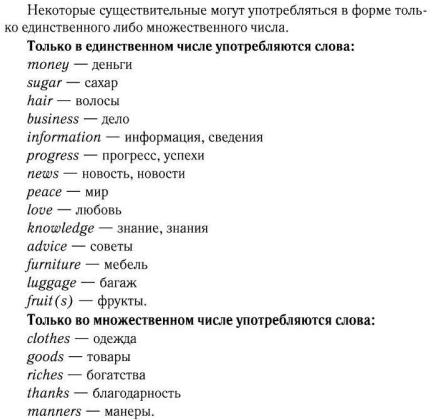 Некоторые существительные могут употребляться в форме толь-
ко единственного либо множественного числа.
Только в единственном числе употребляются слова:
money — деньги
sugar — сахар
hair — волосы
business — дело
information — информация, сведения
progress — прогресс, успехи
news — новость, новости
peace — мир
love — любовь
knowledge — знание, знания
advice — советы
furniture — мебель
luggage — багаж
fruit(s) — фрукты.
Только во множественном числе употребляются слова:
clothes — одежда
goods — товары
riches — богатства
thanks — благодарность
manners — манеры.